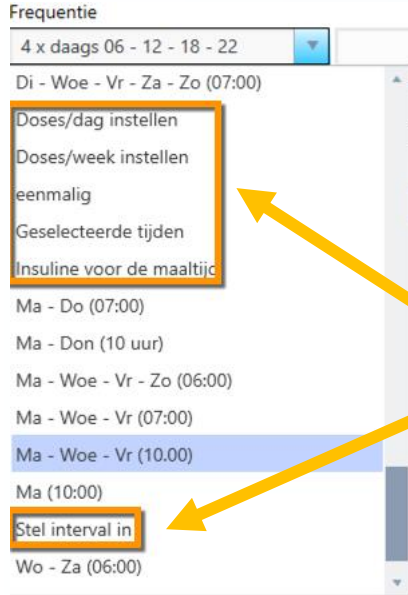 Frequentie
4 x daags 06 - 12 - 18 - 22
Di - Woe - Vr - Za - Zo (07:00)
Doses/dag instellen
Doses/week instellen
eenmalig
Geselecteerde tijden
Insuline voor de maaltijd
Ma - Do (07:00)
Ma - Don (10 uur)
Ma - Woe - Vr - Zo (06:00)
Ma - Woe - Vr (07:00)
Ma - Woe - Vr (10.00)
Ma (10:00)
Stel interval in
Wo - Za (06:00)